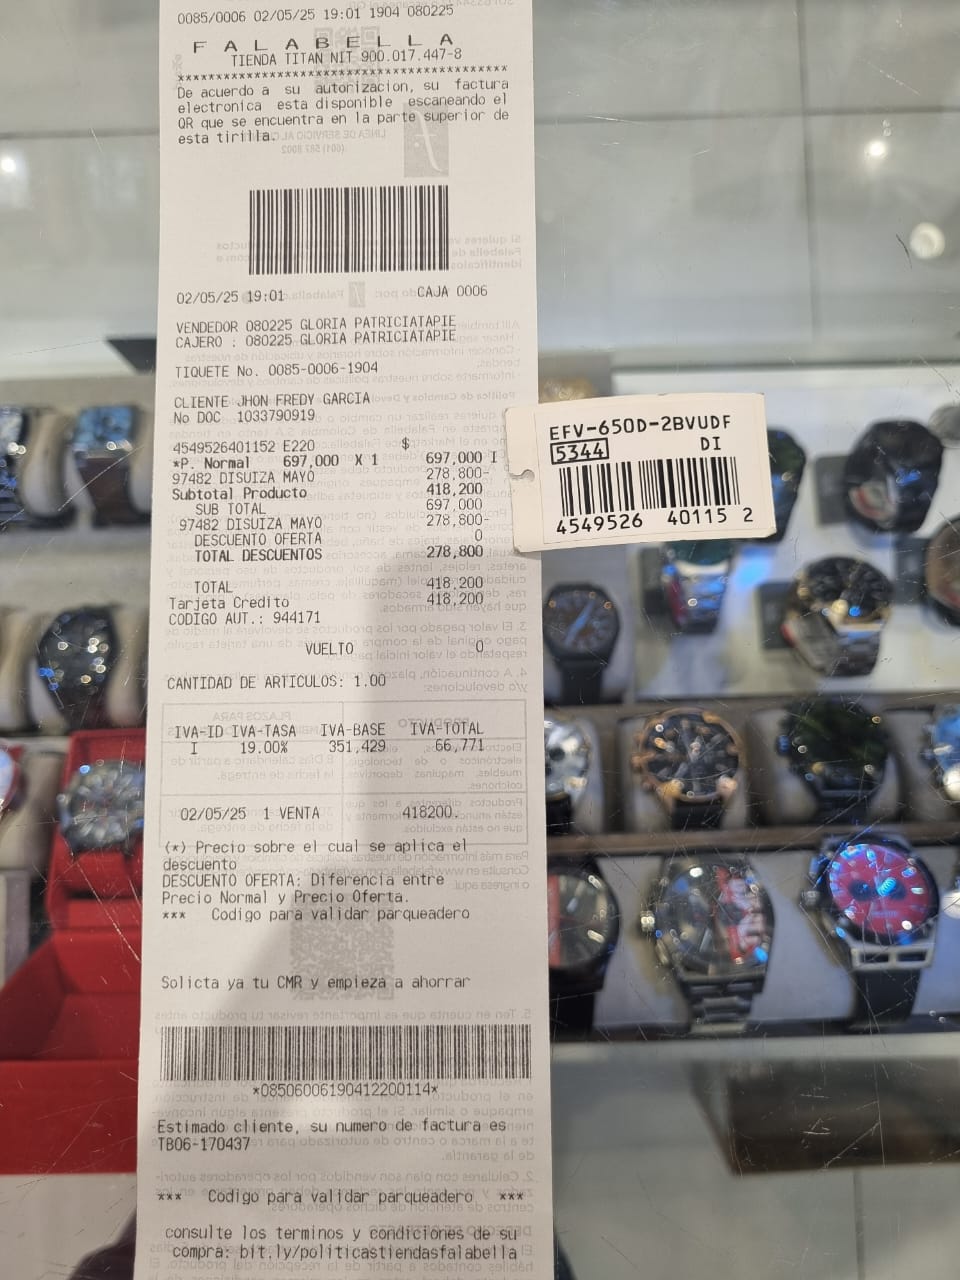 0085/0006 02/05/25 19:01 1904 080225
F A L A B E L L A
TIENDA TITAN NIT 900.017.447-8
**************************************
De acuerdo a su autorizacion, su factura
electronica esta disponible escaneando el
QR que se encuentra en la parte superior de
esta tirilla.
02/05/25 19:01 CAJA 0006
VENDEDOR 080225 GLORIA PATRICIATAPIE
CAJERO : 080225 GLORIA PATRICIATAPIE
TIQUETE No. 0085-0006-1904
CLIENTE JHON FREDY GARCIA
No DOC 1033790919
4549526401152 E220 $
*P. Normal 697,000 X 1 697,000 I
97482 DISUIZA MAYO 278,800-
Subtotal Producto 418,200
SUB TOTAL 697,000
97482 DISUIZA MAYO 278,800-
DESCUENTO OFERTA 0
TOTAL DESCUENTOS 278,800
TOTAL 418,200
Tarjeta Credito 418,200
CODIGO AUT.: 944171
VUELTO 0
CANTIDAD DE ARTICULOS: 1.00
IVA-ID IVA-TASA IVA-BASE IVA-TOTAL
I 19.00% 351,429 66,771
02/05/25 1 VENTA 418200.
(*) Precio sobre el cual se aplica el
descuento
DESCUENTO OFERTA: Diferencia entre
Precio Normal y Precio Oferta.
*** Codigo para validar parqueadero
Solicta ya tu CMR y empieza a ahorrar
*08506006190412200114*
Estimado cliente, su numero de factura es
TB06-170437
*** Codigo para validar parqueadero ***
consulte los terminos y condiciones de su
compra: bit.ly/politicastiendasfalabella
EFV-650D-2BVUDF
5344 DI
4549526 40115 2